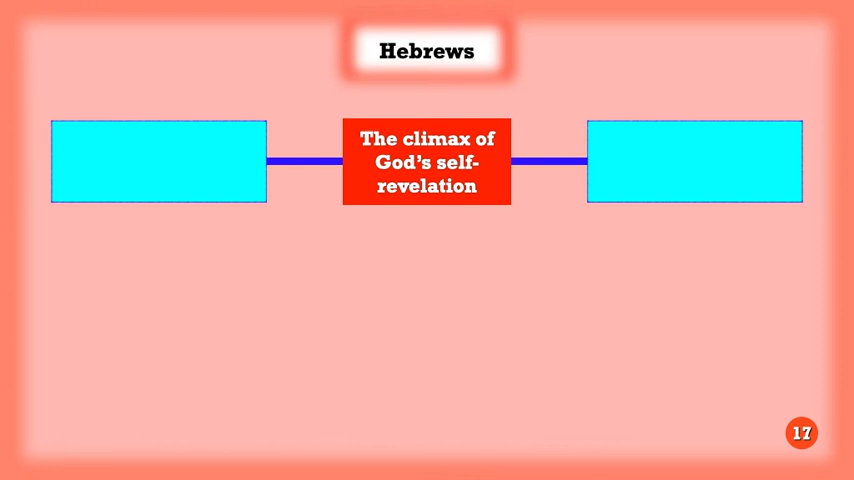 Hebrews
The climax of
God's self-
revelation
17